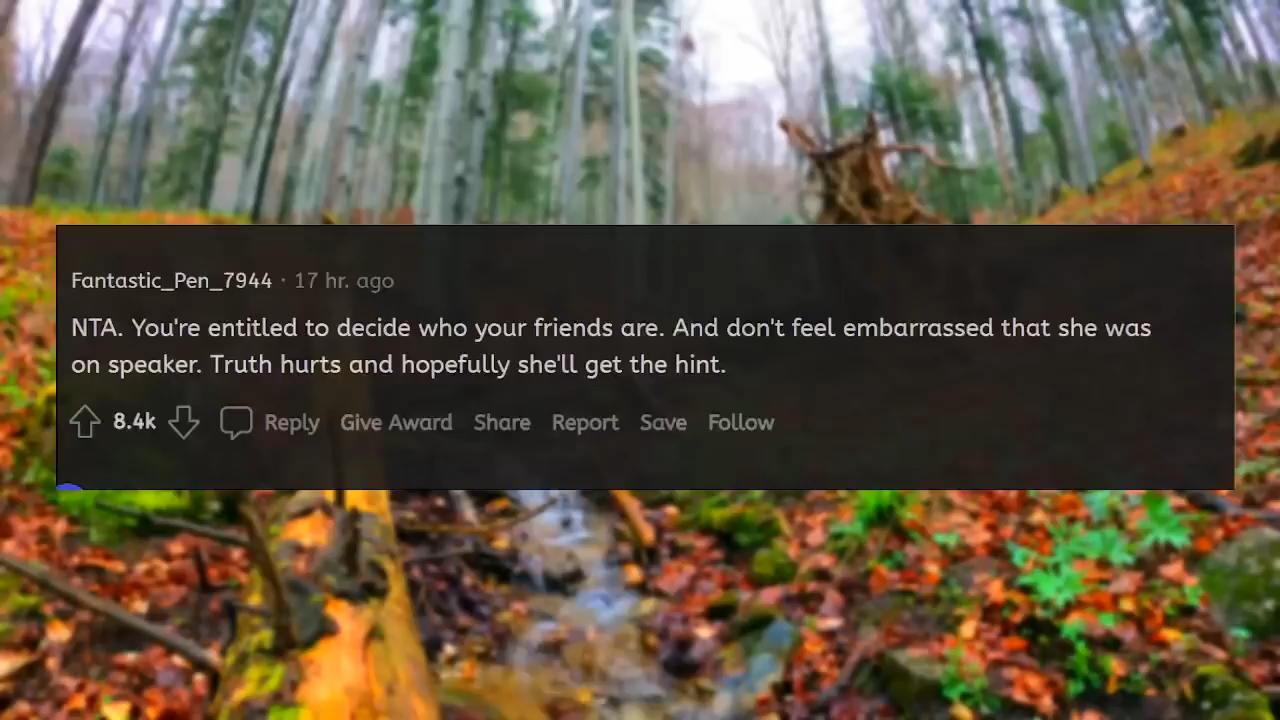 Fantastic_Pen_7944 · 17 hr. ago
NTA. You're entitled to decide who your friends are. And don't feel embarrassed that she was
on speaker. Truth hurts and hopefully she'll get the hint.
8.4k Reply Give Award Share Report Save Follow